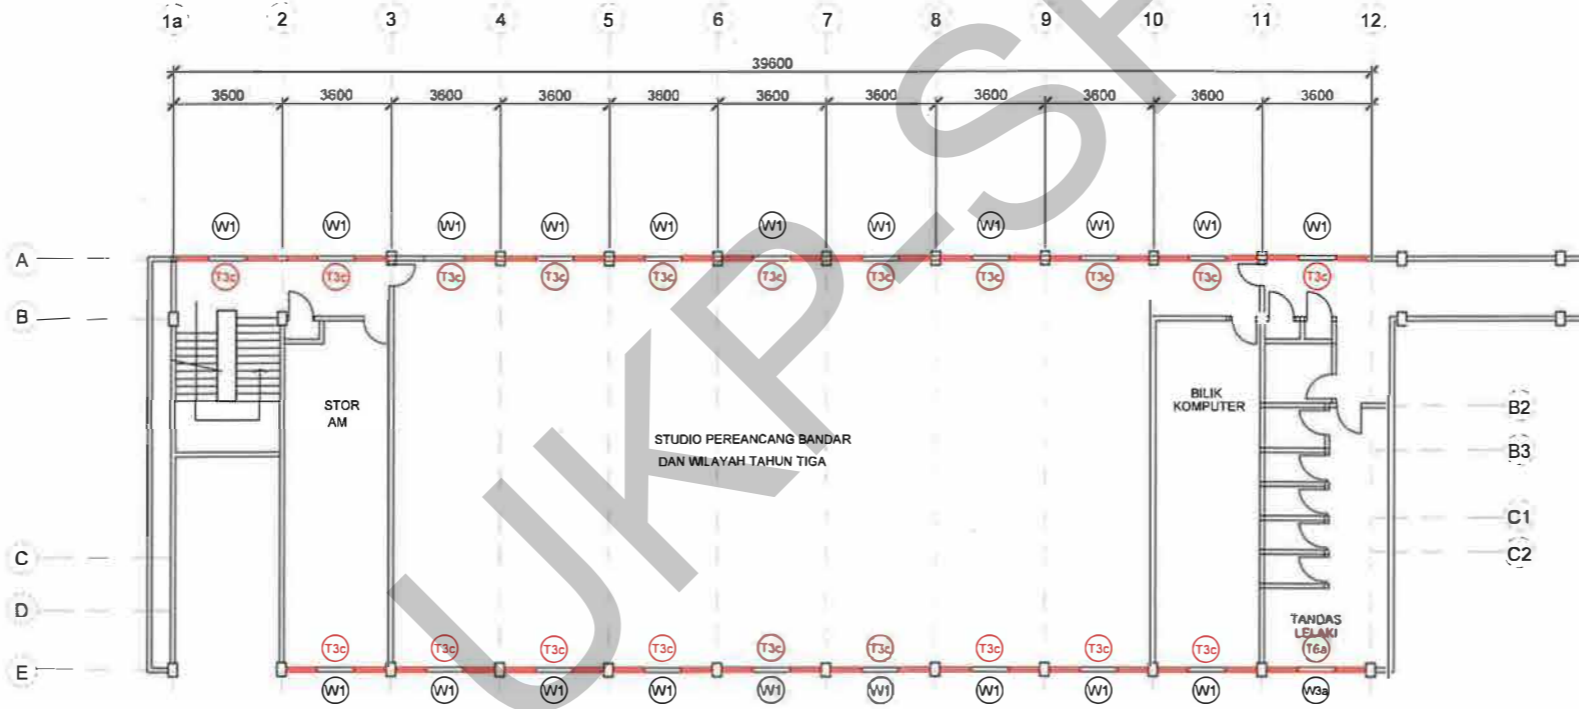 1a 2 3 4 5 6 7 8 9 10 11 12
39600
3600 3600 3600 3600 3600 3600 3600 3600 3600 3600 3600
W1 W1 W1 W1 W1 W1 W1 W1 W1 W1 W1
A
T3c T3c T3c T3c T3c T3c T3c T3c T3c T3c T3c
B
STOR
AM
BILIK
KOMPUTER
B2
STUDIO PEREANCANG BANDAR
DAN WILAYAH TAHUN TIGA
B3
C1
C
C2
D
TANDAS
LELAKI
T3c T3c T3c T3c T3c T3c T3c T3c T3c T6a
E
W1 W1 W1 W1 W1 W1 W1 W1 W1 W3a
UKP-SP